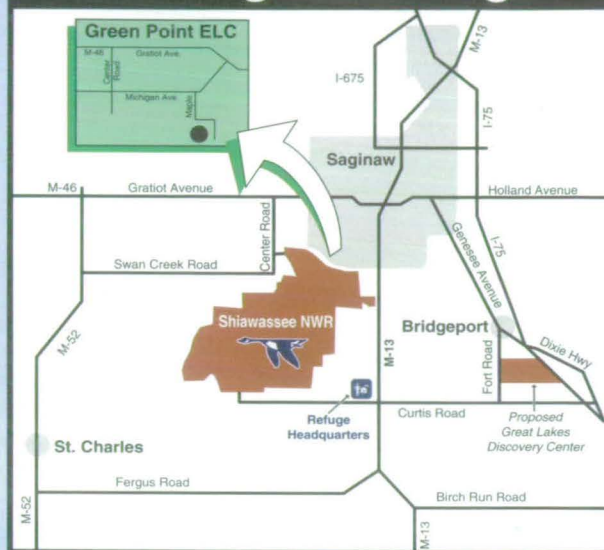 Green Point ELC
M-46
Gratiot Ave.
Center Road
Michigan Ave.
Maple
M-13
I-675
I-75
Saginaw
M-46
Gratiot Avenue
Holland Avenue
Center Road
Genesee Avenue
I-75
Swan Creek Road
Shiawassee NWR
Bridgeport
M-52
M-13
Fort Road
Dixie Hwy
Refuge
Headquarters
Curtis Road
Proposed
Great Lakes
Discovery Center
St. Charles
Fergus Road
Birch Run Road
M-52
M-13